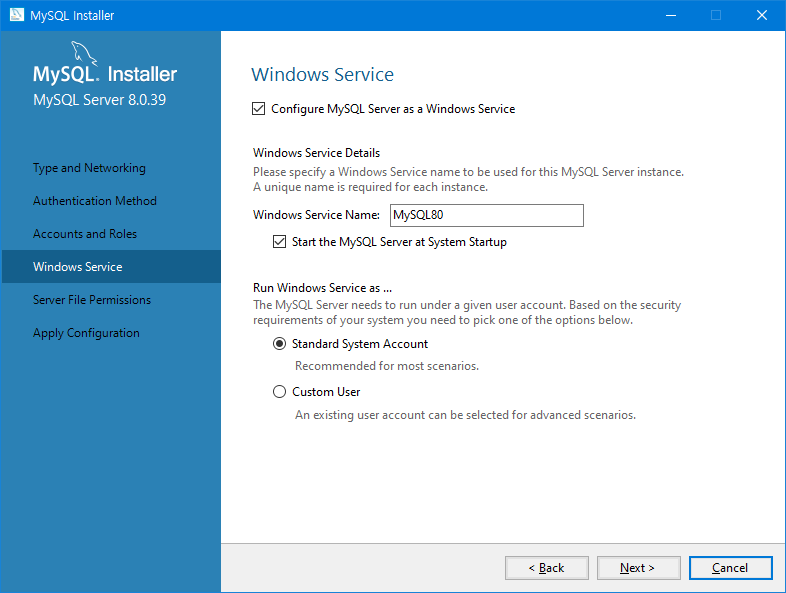 MySQL Installer
MySQL. Installer
MySQL Server 8.0.39
Type and Networking
Authentication Method
Accounts and Roles
Windows Service
Server File Permissions
Apply Configuration
Windows Service
Configure MySQL Server as a Windows Service
Windows Service Details
Please specify a Windows Service name to be used for this MySQL Server instance.
A unique name is required for each instance.
Windows Service Name: MySQL80
Start the MySQL Server at System Startup
Run Windows Service as ...
The MySQL Server needs to run under a given user account. Based on the security
requirements of your system you need to pick one of the options below.
Standard System Account
Recommended for most scenarios.
Custom User
An existing user account can be selected for advanced scenarios.
< Back Next > Cancel